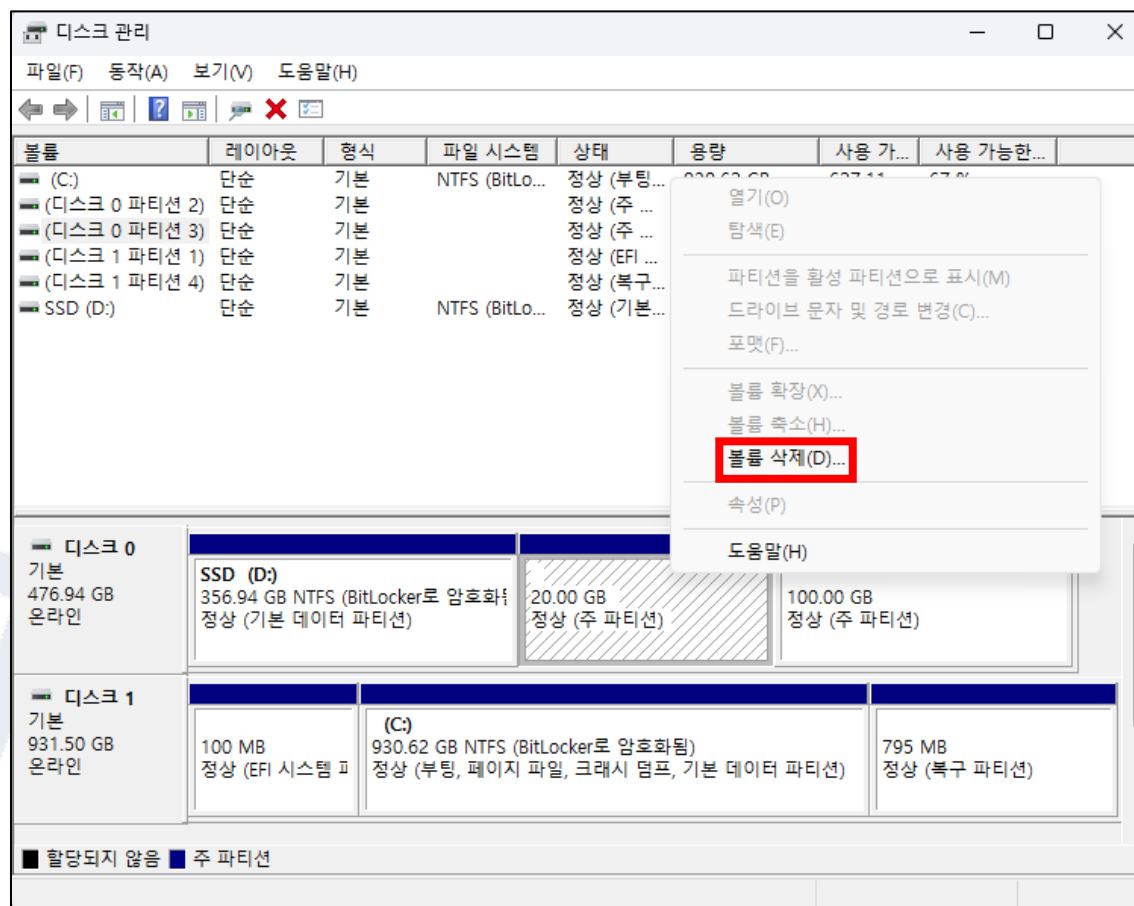 디스크 관리
파일(F) 동작(A) 보기(V) 도움말(H)
볼륨 레이아웃 형식 파일 시스템 상태 용량 사용 가... 사용 가능한...
(C:) 단순 기본 NTFS (BitLo... 정상 (부팅...
(디스크 0 파티션 2) 단순 기본 정상 (주 ...
(디스크 0 파티션 3) 단순 기본 정상 (주 ...
(디스크 1 파티션 1) 단순 기본 정상 (EFI ...
(디스크 1 파티션 4) 단순 기본 정상 (복구...
SSD (D:) 단순 기본 NTFS (BitLo... 정상 (기본...
열기(O)
탐색(E)
파티션을 활성 파티션으로 표시(M)
드라이브 문자 및 경로 변경(C)...
포맷(F)...
볼륨 확장(X)...
볼륨 축소(H)...
볼륨 삭제(D)...
속성(P)
도움말(H)
디스크 0
기본
476.94 GB
온라인
SSD (D:)
356.94 GB NTFS (BitLocker로 암호화
정상 (기본 데이터 파티션)
20.00 GB
정상 (주 파티션)
100.00 GB
정상 (주 파티션)
디스크 1
기본
931.50 GB
온라인
100 MB
정상 (EFI 시스템
(C:)
930.62 GB NTFS (BitLocker로 암호화됨)
정상 (부팅, 페이지 파일, 크래시 덤프, 기본 데이터 파티션)
795 MB
정상 (복구 파티션)
할당되지 않음 주 파티션